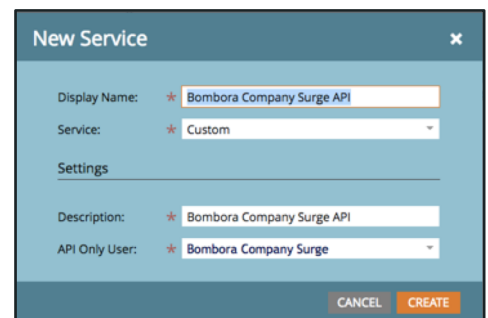 New Service ×
Display Name: * Bombora Company Surge API
Service: * Custom
Settings
Description: * Bombora Company Surge API
API Only User: * Bombora Company Surge
CANCEL CREATE